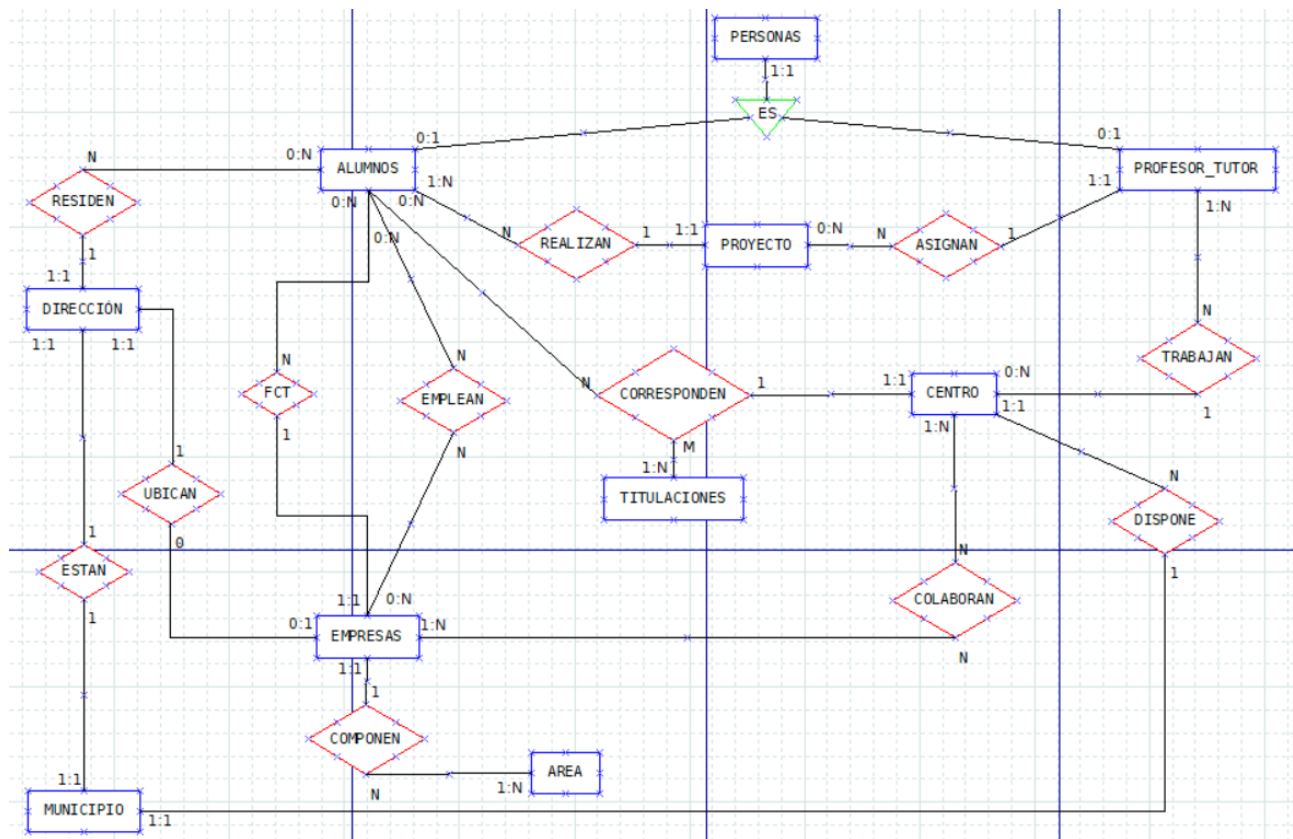 PERSONAS
1:1
ES
0:1
0:1
N
0:N
ALUMNOS
PROFESOR_TUTOR
RESIDEN
0:N
0:N
1:N
1:1
1:N
0:N
N
REALIZAN
1
1:1
PROYECTO
0:N
N
ASIGNAN
1
1
1:1
DIRECCIÓN
1:1
1:1
N
TRABAJAN
N
FCT
1
N
EMPLEAN
N
N
CORRESPONDEN
1
M
1:1
CENTRO
0:N
1:1
1:N
1
1:N
TITULACIONES
1
UBICAN
0
N
DISPONE
1
1
ESTAN
1
N
COLABORAN
N
1:1
0:N
0:1
EMPRESAS
1:N
1:1
1
COMPONEN
N
AREA
1:N
1:1
MUNICIPIO
1:1